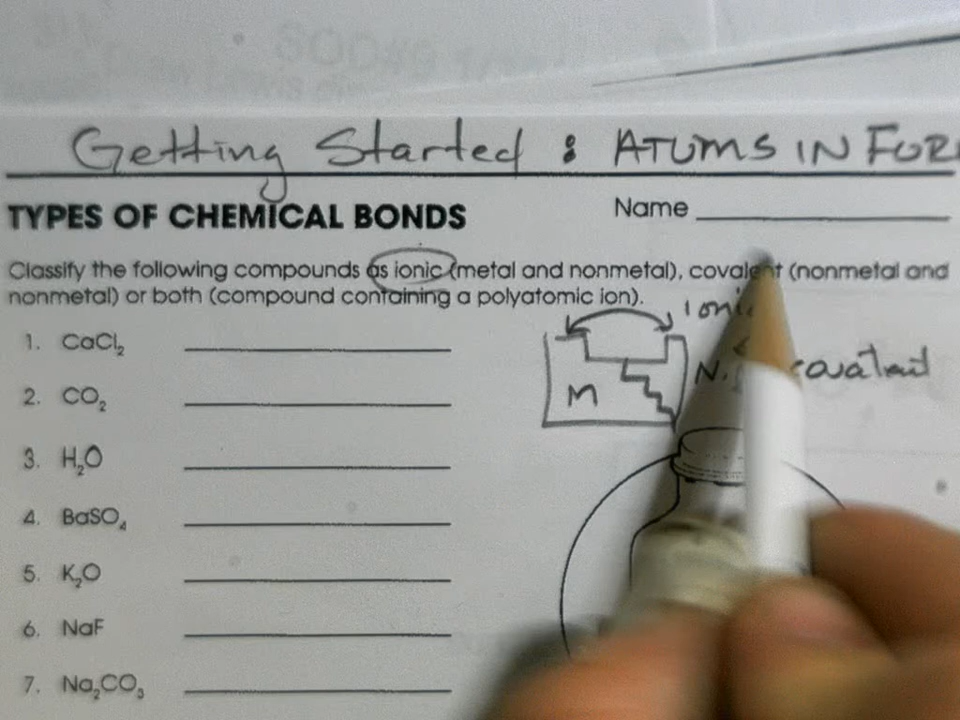 Getting Started : ATOMS IN FOR
TYPES OF CHEMICAL BONDS
Name
Classify the following compounds as ionic (metal and nonmetal), covalent (nonmetal and
nonmetal) or both (compound containing a polyatomic ion).
ionic
M
N. covalent
1. CaCl₂
2. CO₂
3. H₂O
4. BaSO₄
5. K₂O
6. NaF
7. Na₂CO₃